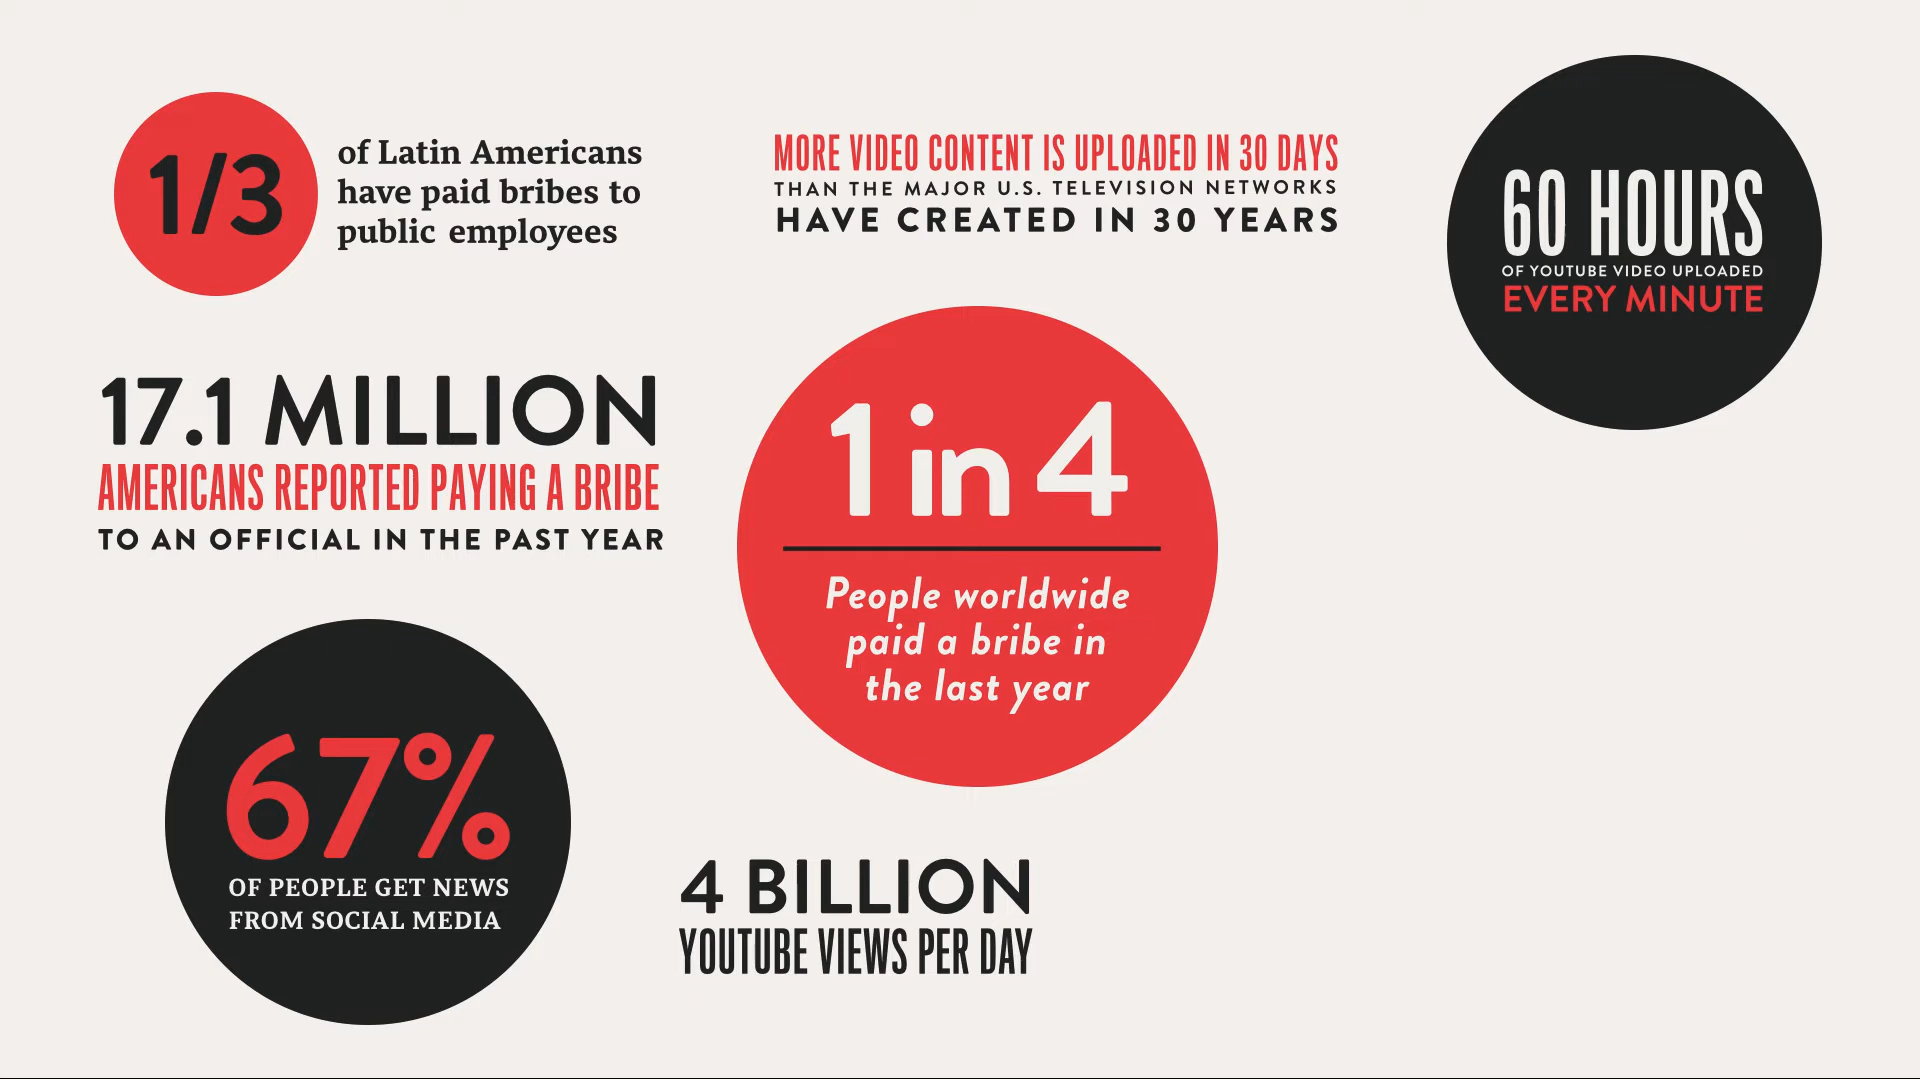 1/3
of Latin Americans
have paid bribes to
public employees
MORE VIDEO CONTENT IS UPLOADED IN 30 DAYS
THAN THE MAJOR U.S. TELEVISION NETWORKS
HAVE CREATED IN 30 YEARS
60 HOURS
OF YOUTUBE VIDEO UPLOADED
EVERY MINUTE
17.1 MILLION
AMERICANS REPORTED PAYING A BRIBE
TO AN OFFICIAL IN THE PAST YEAR
1 in 4
People worldwide
paid a bribe in
the last year
67%
OF PEOPLE GET NEWS
FROM SOCIAL MEDIA
4 BILLION
YOUTUBE VIEWS PER DAY